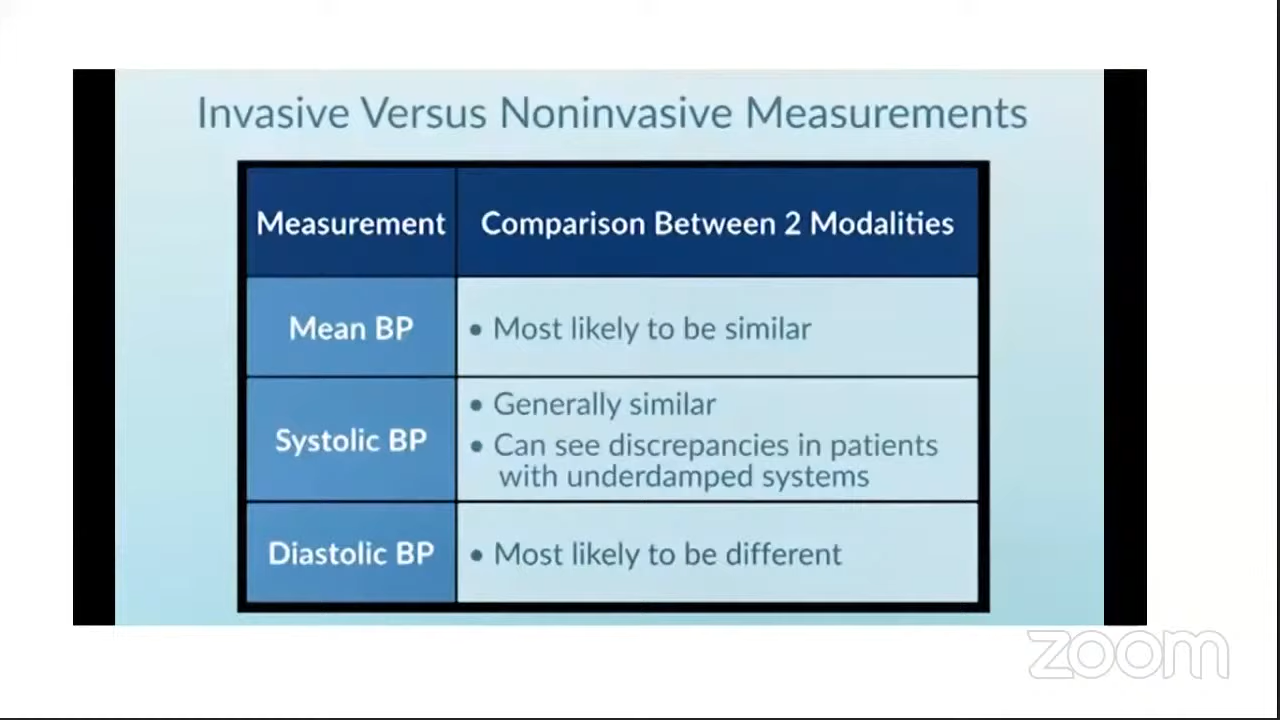 Invasive Versus Noninvasive Measurements
Measurement
Comparison Between 2 Modalities
Mean BP
• Most likely to be similar
Systolic BP
• Generally similar
• Can see discrepancies in patients
with underdamped systems
Diastolic BP
• Most likely to be different
zoom